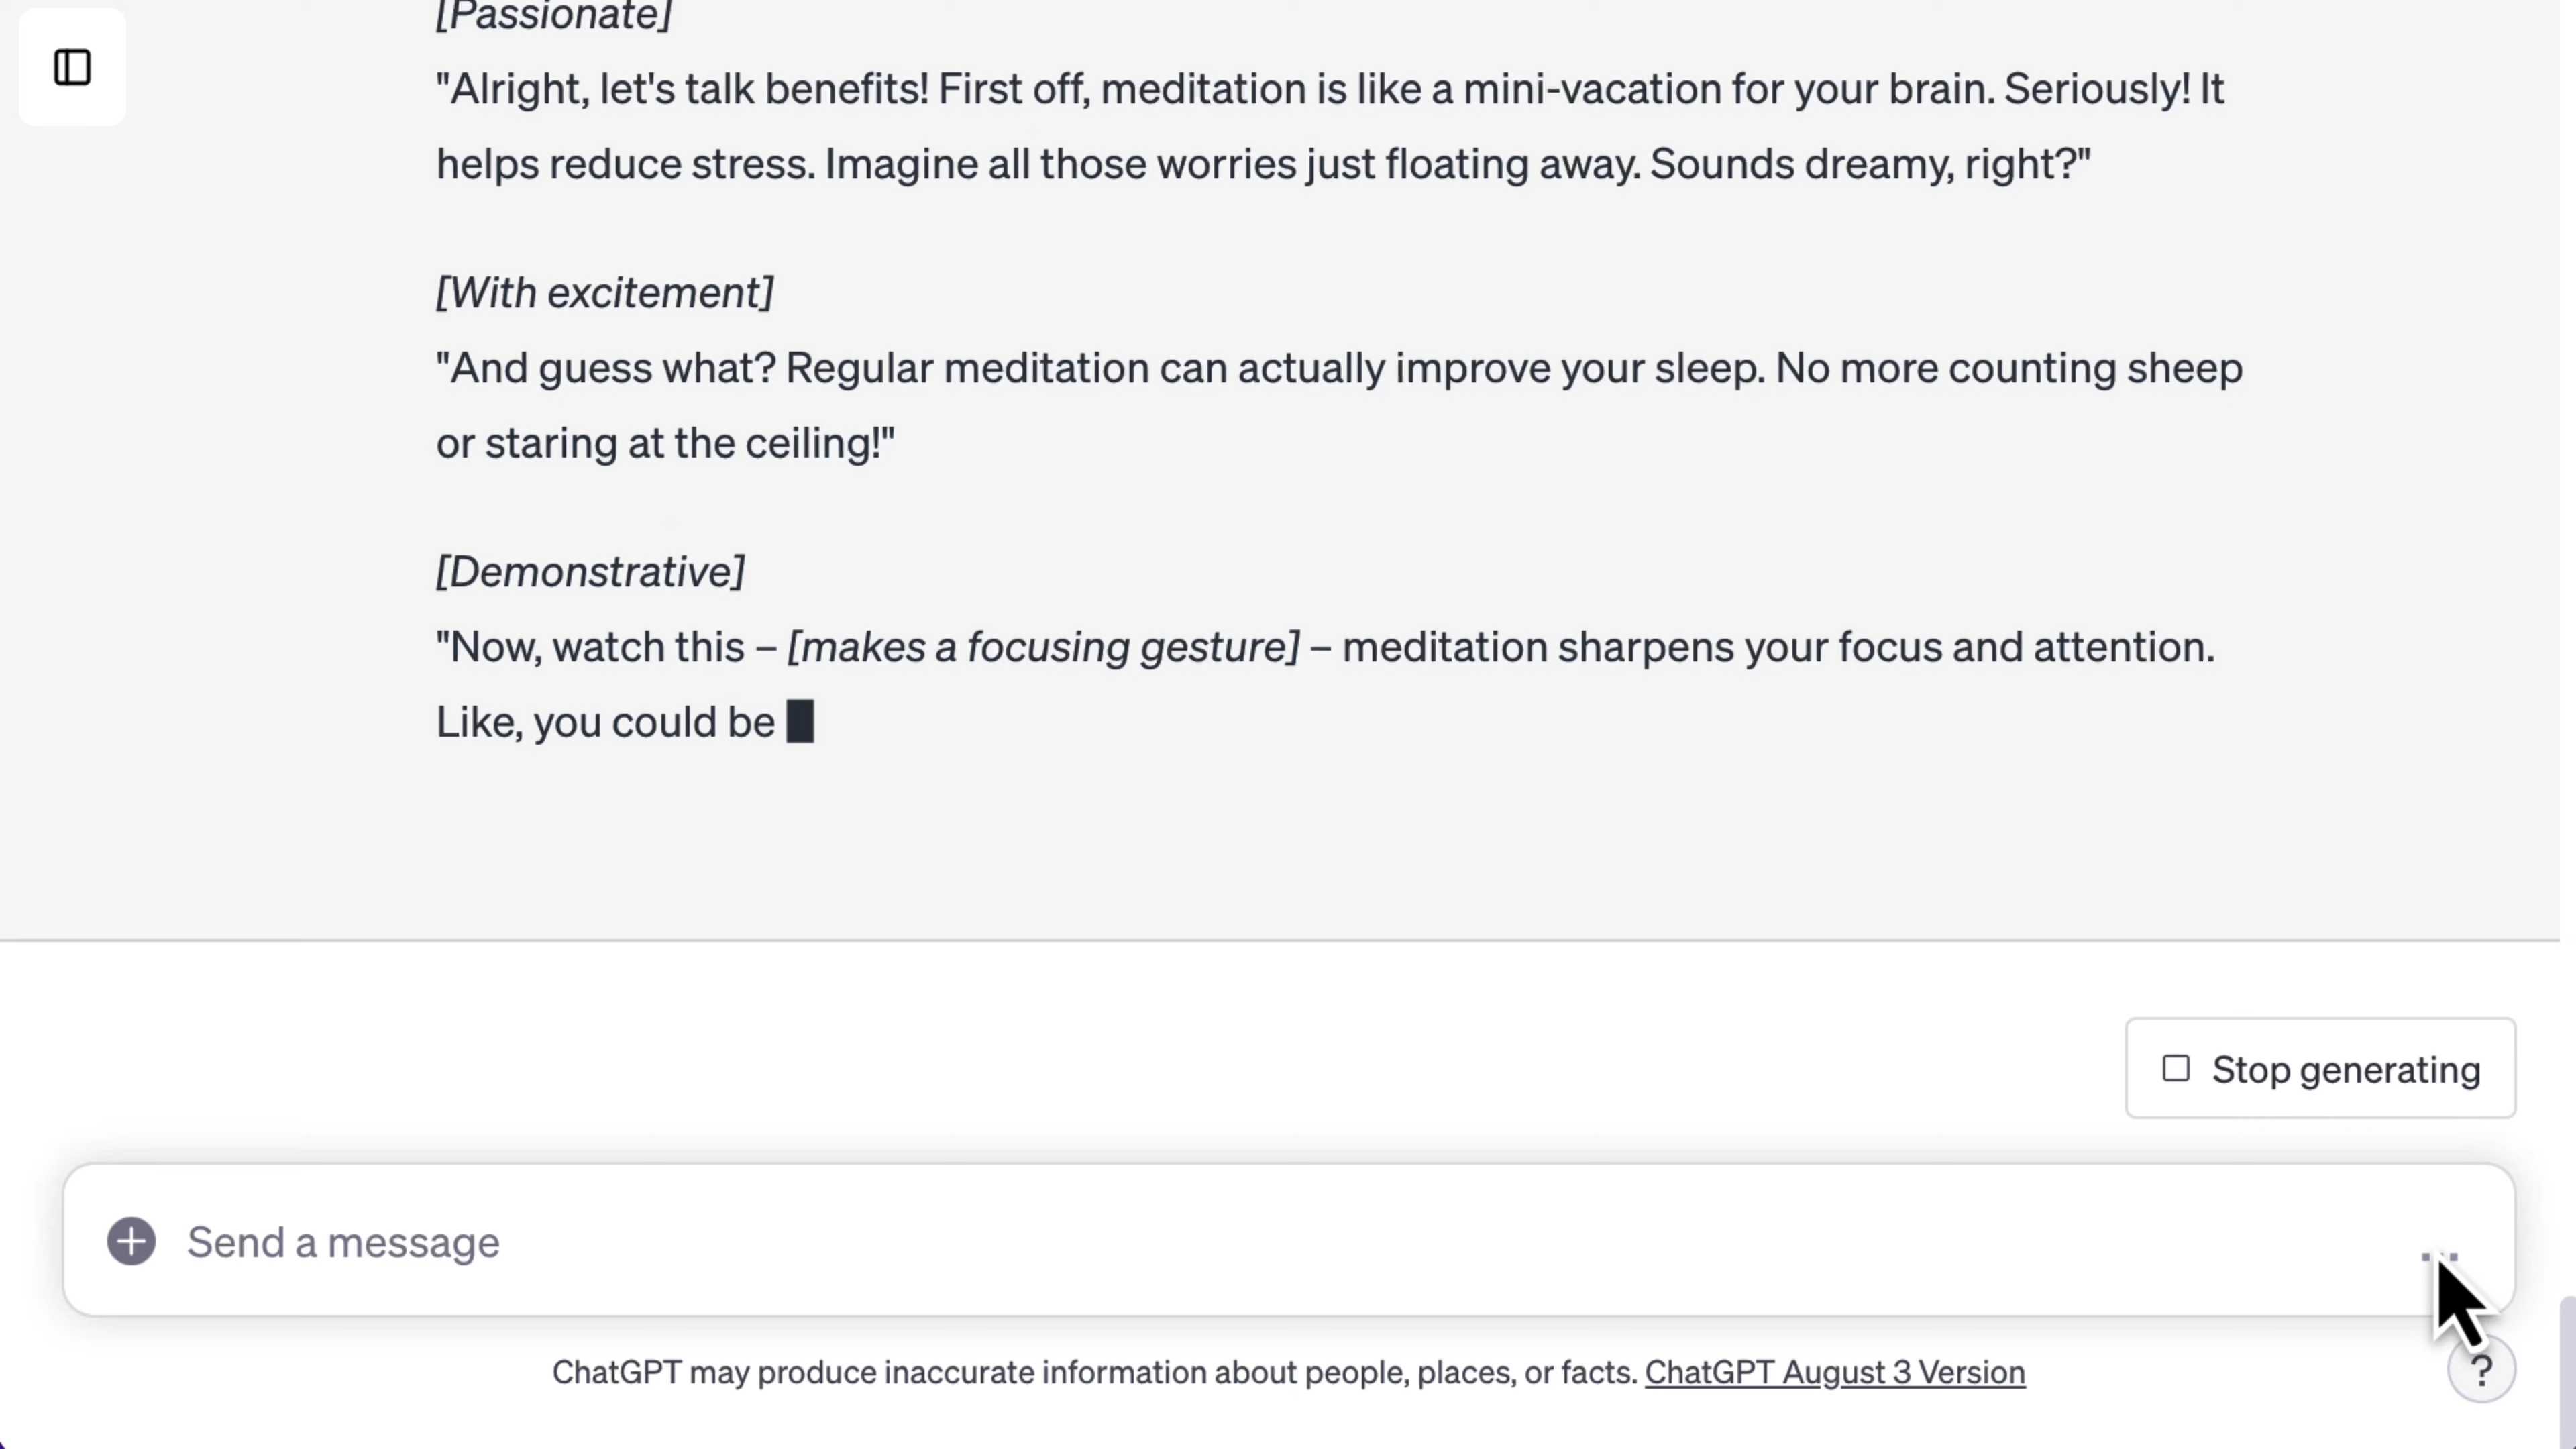 [Passionate]
"Alright, let's talk benefits! First off, meditation is like a mini-vacation for your brain. Seriously! It
helps reduce stress. Imagine all those worries just floating away. Sounds dreamy, right?"
[With excitement]
"And guess what? Regular meditation can actually improve your sleep. No more counting sheep
or staring at the ceiling!"
[Demonstrative]
"Now, watch this – [makes a focusing gesture] – meditation sharpens your focus and attention.
Like, you could be
Stop generating
Send a message
ChatGPT may produce inaccurate information about people, places, or facts. ChatGPT August 3 Version
?